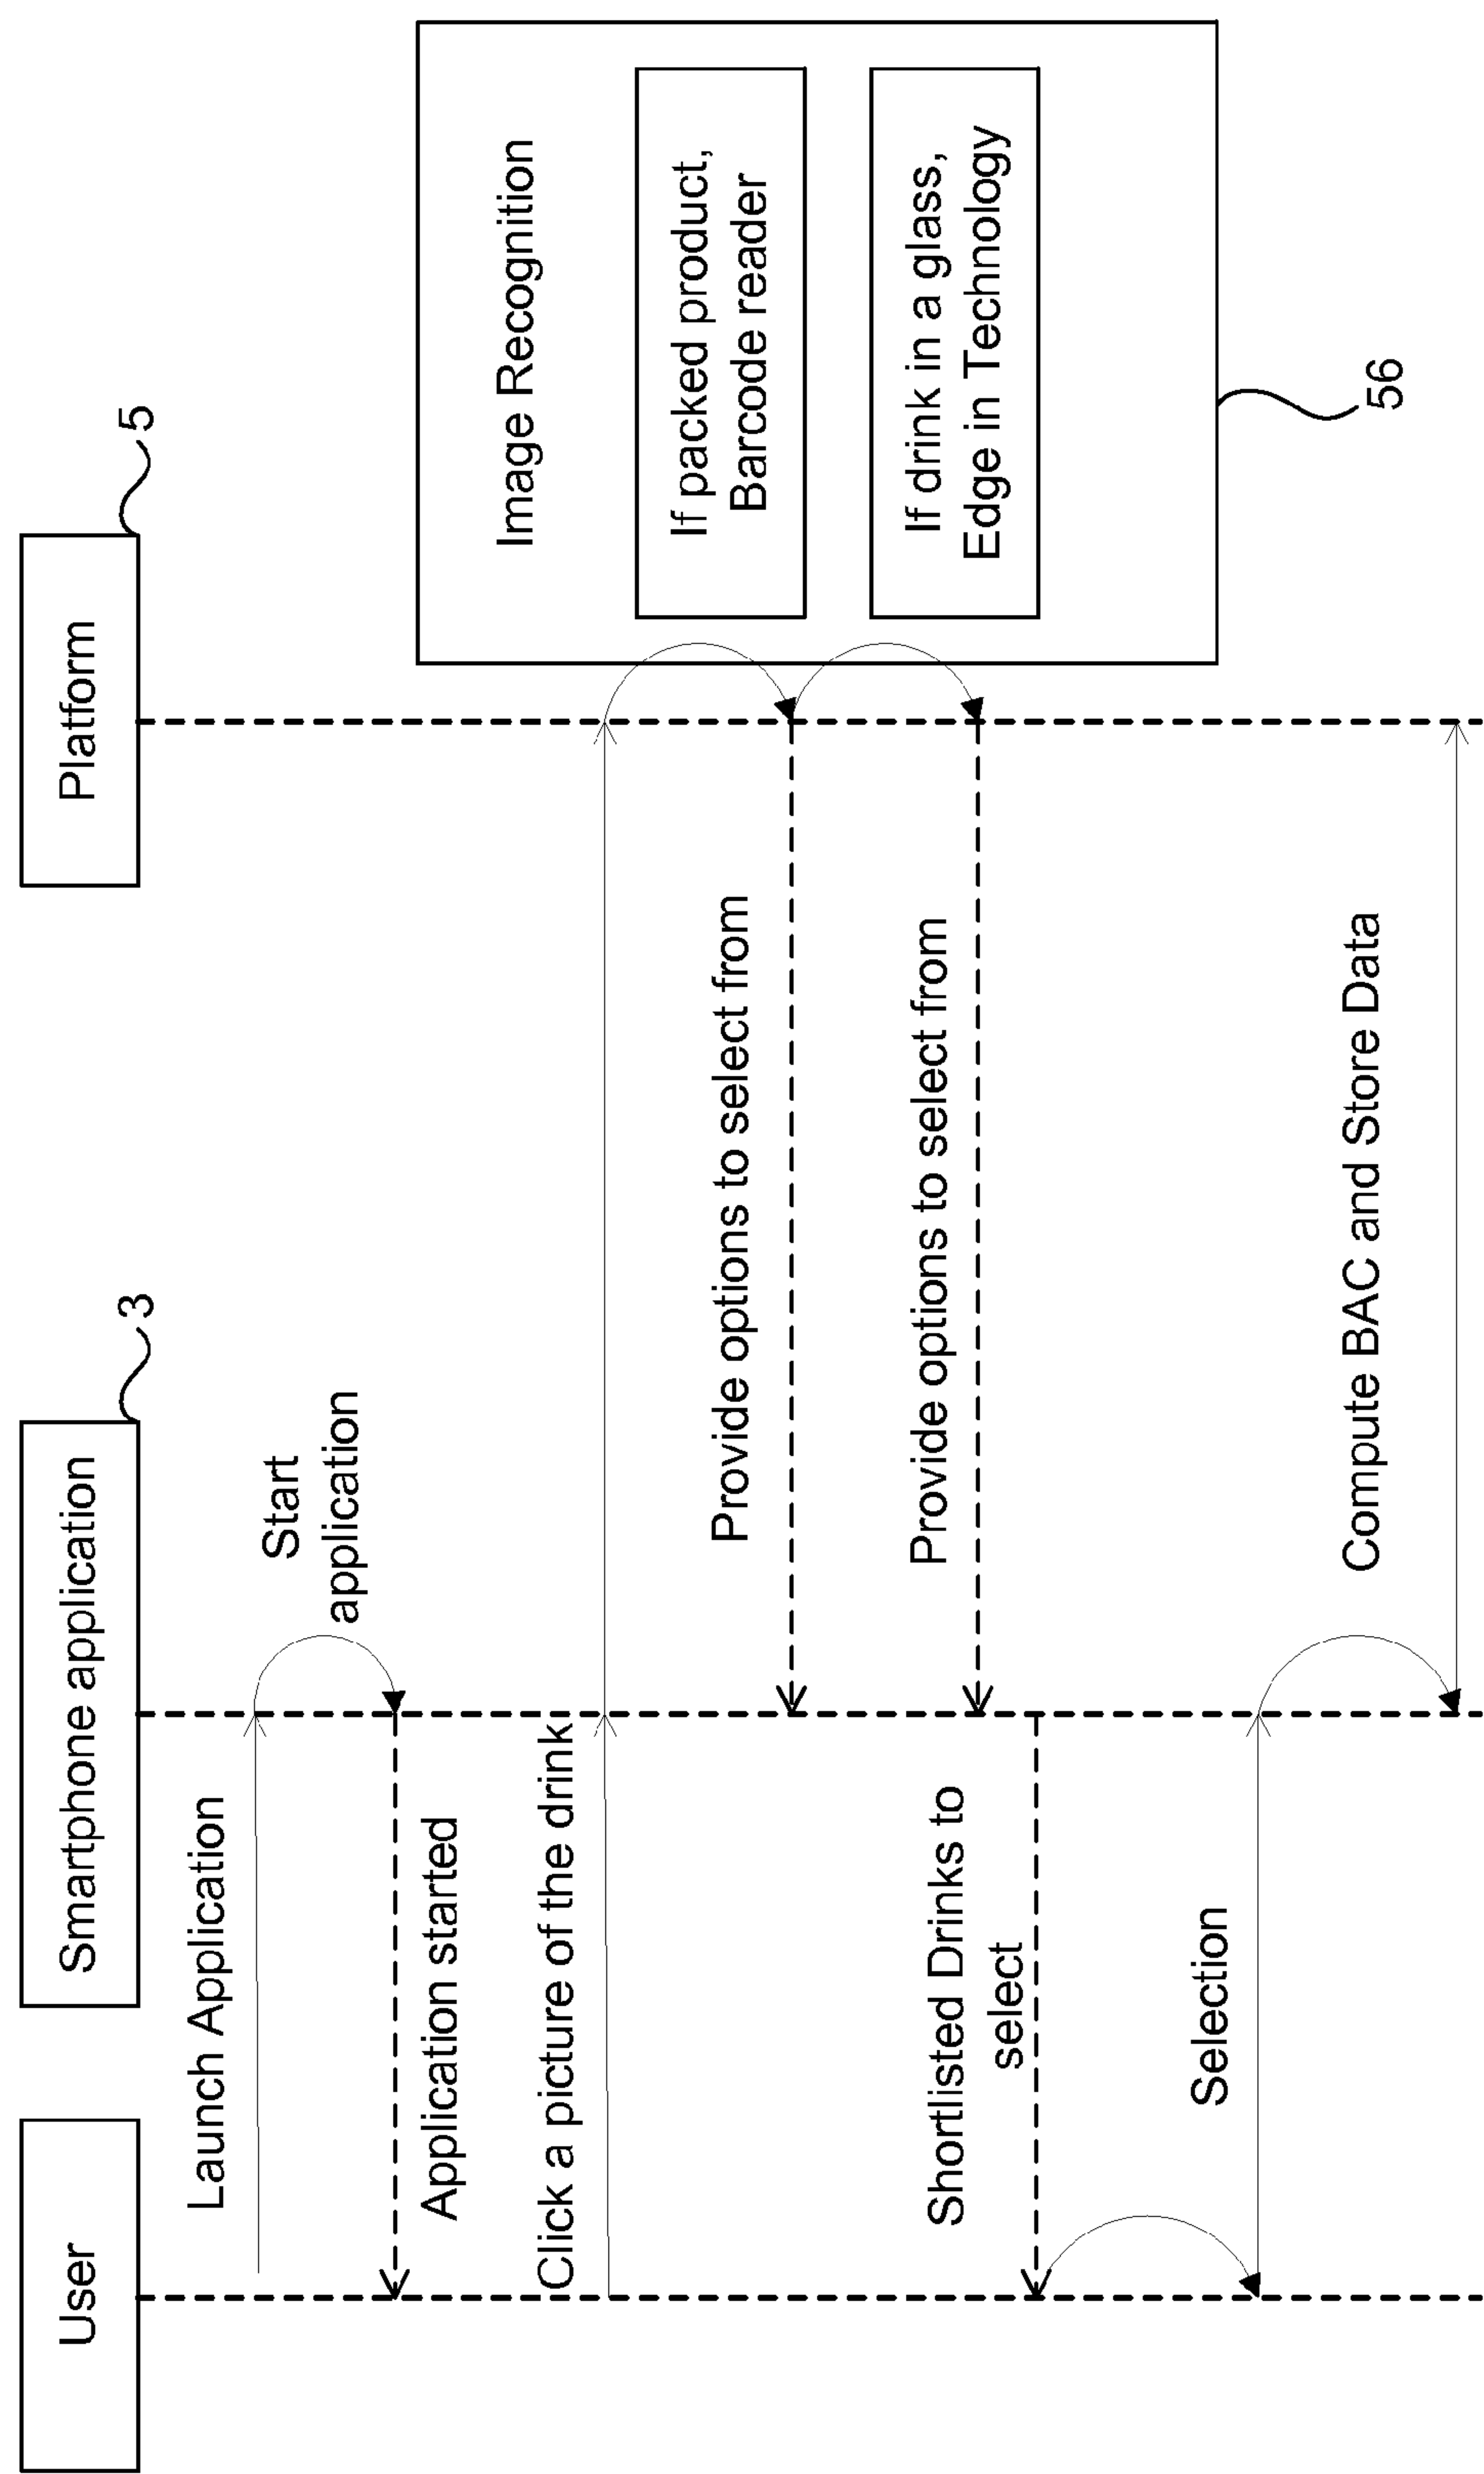 User
Smartphone application
3
Platform
5
Launch Application
Start
application
Application started
Click a picture of the drink
Image Recognition
If packed product,
Barcode reader
Provide options to select from
If drink in a glass,
Edge in Technology
Provide options to select from
Shortlisted Drinks to
select
Selection
Compute BAC and Store Data
56